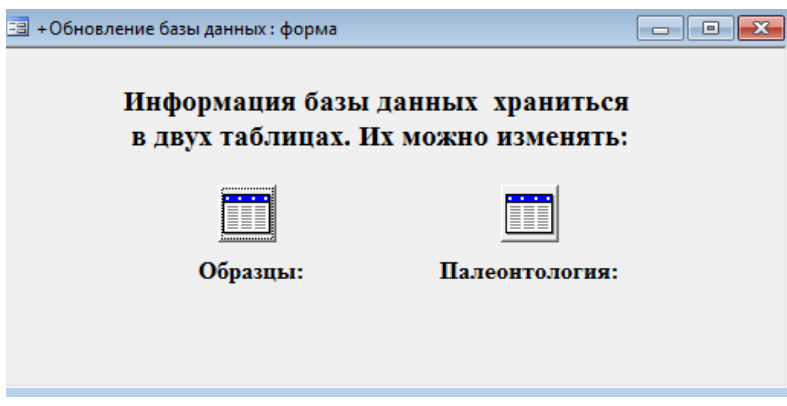 +Обновление базы данных : форма
Информация базы данных храниться
в двух таблицах. Их можно изменять:
Образцы: Палеонтология: